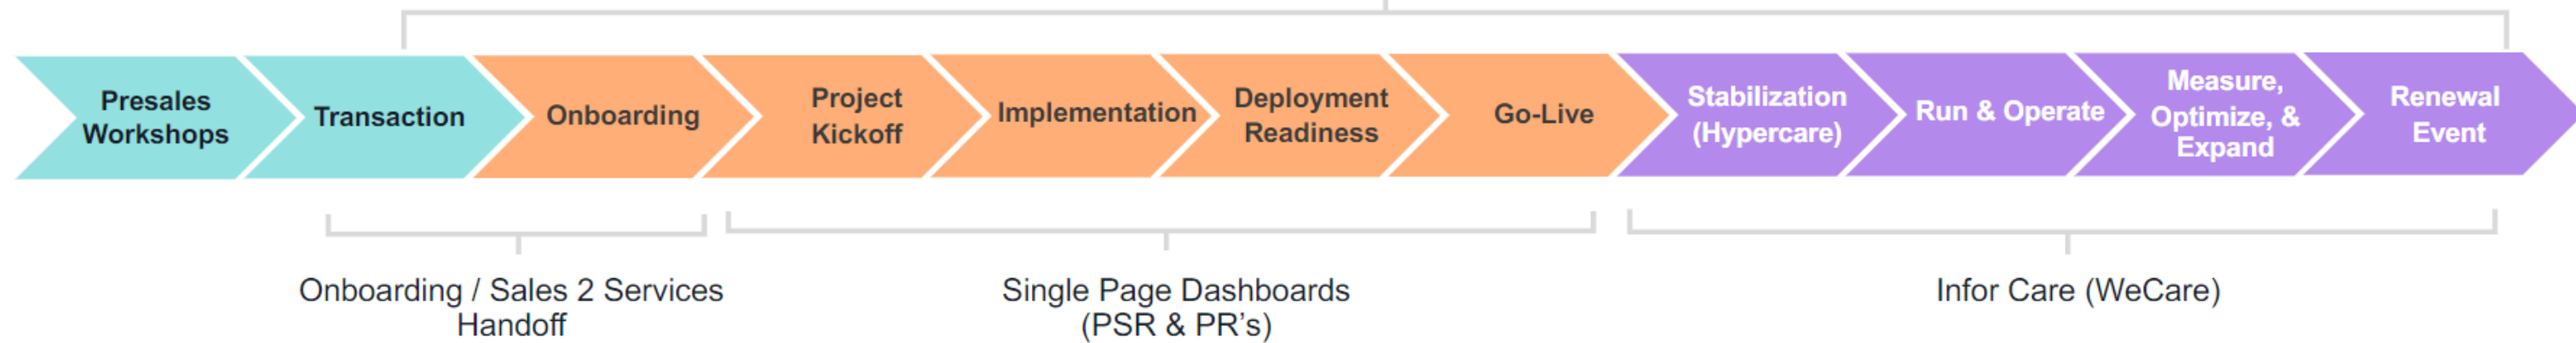 Presales
Workshops
Transaction
Onboarding
Project
Kickoff
Implementation
Deployment
Readiness
Go-Live
Stabilization
(Hypercare)
Run & Operate
Measure,
Optimize, &
Expand
Renewal
Event
Onboarding / Sales 2 Services
Handoff
Single Page Dashboards
(PSR & PR's)
Infor Care (WeCare)